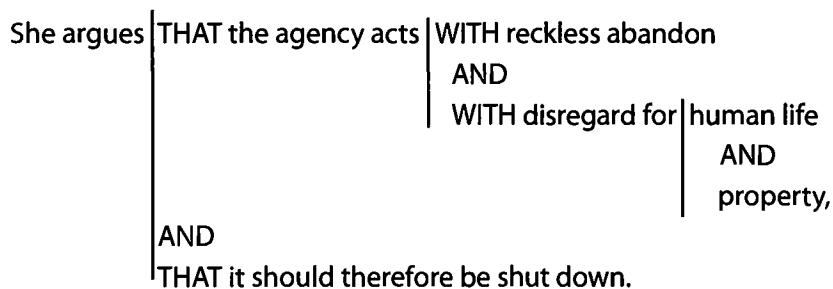 She argues THAT the agency acts WITH reckless abandon
AND
WITH disregard for human life
AND
property,
AND
THAT it should therefore be shut down.